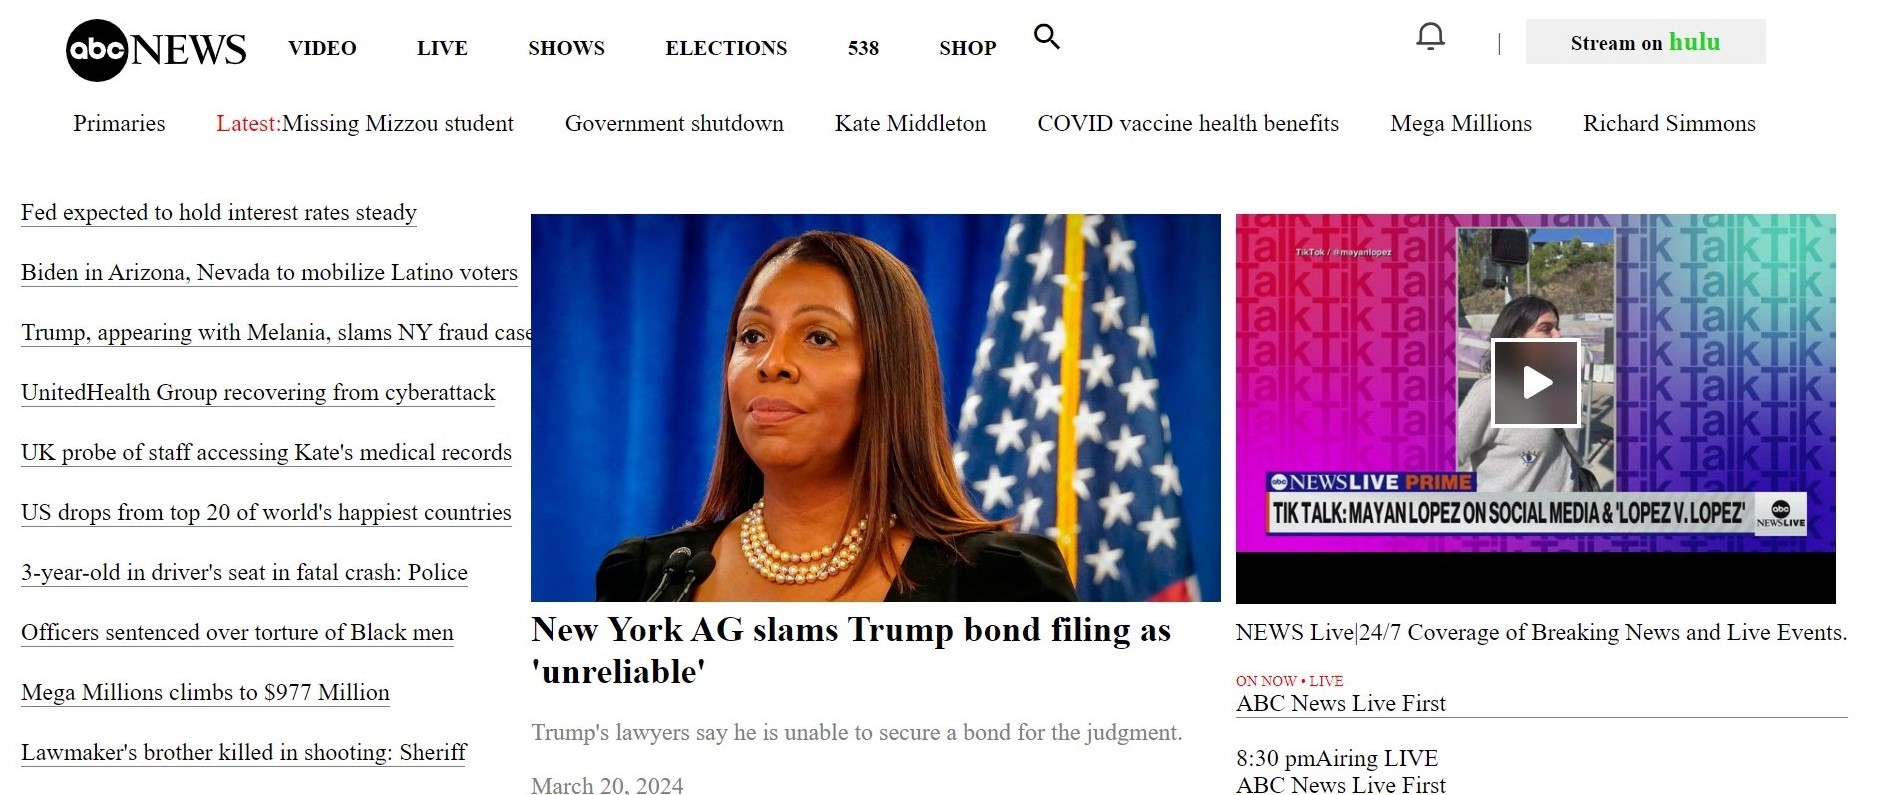 abc NEWS VIDEO LIVE SHOWS ELECTIONS 538 SHOP | Stream on hulu
Primaries Latest:Missing Mizzou student Government shutdown Kate Middleton COVID vaccine health benefits Mega Millions Richard Simmons
Fed expected to hold interest rates steady
Biden in Arizona, Nevada to mobilize Latino voters
Trump, appearing with Melania, slams NY fraud case
UnitedHealth Group recovering from cyberattack
UK probe of staff accessing Kate's medical records
US drops from top 20 of world's happiest countries
3-year-old in driver's seat in fatal crash: Police
Officers sentenced over torture of Black men
Mega Millions climbs to $977 Million
Lawmaker's brother killed in shooting: Sheriff
New York AG slams Trump bond filing as
'unreliable'
Trump's lawyers say he is unable to secure a bond for the judgment.
March 20, 2024
TikTok / @mayanlopez
abc NEWS LIVE PRIME
TIK TALK: MAYAN LOPEZ ON SOCIAL MEDIA & 'LOPEZ V. LOPEZ'
abc
NEWS LIVE
NEWS Live|24/7 Coverage of Breaking News and Live Events.
ON NOW • LIVE
ABC News Live First
8:30 pmAiring LIVE
ABC News Live First